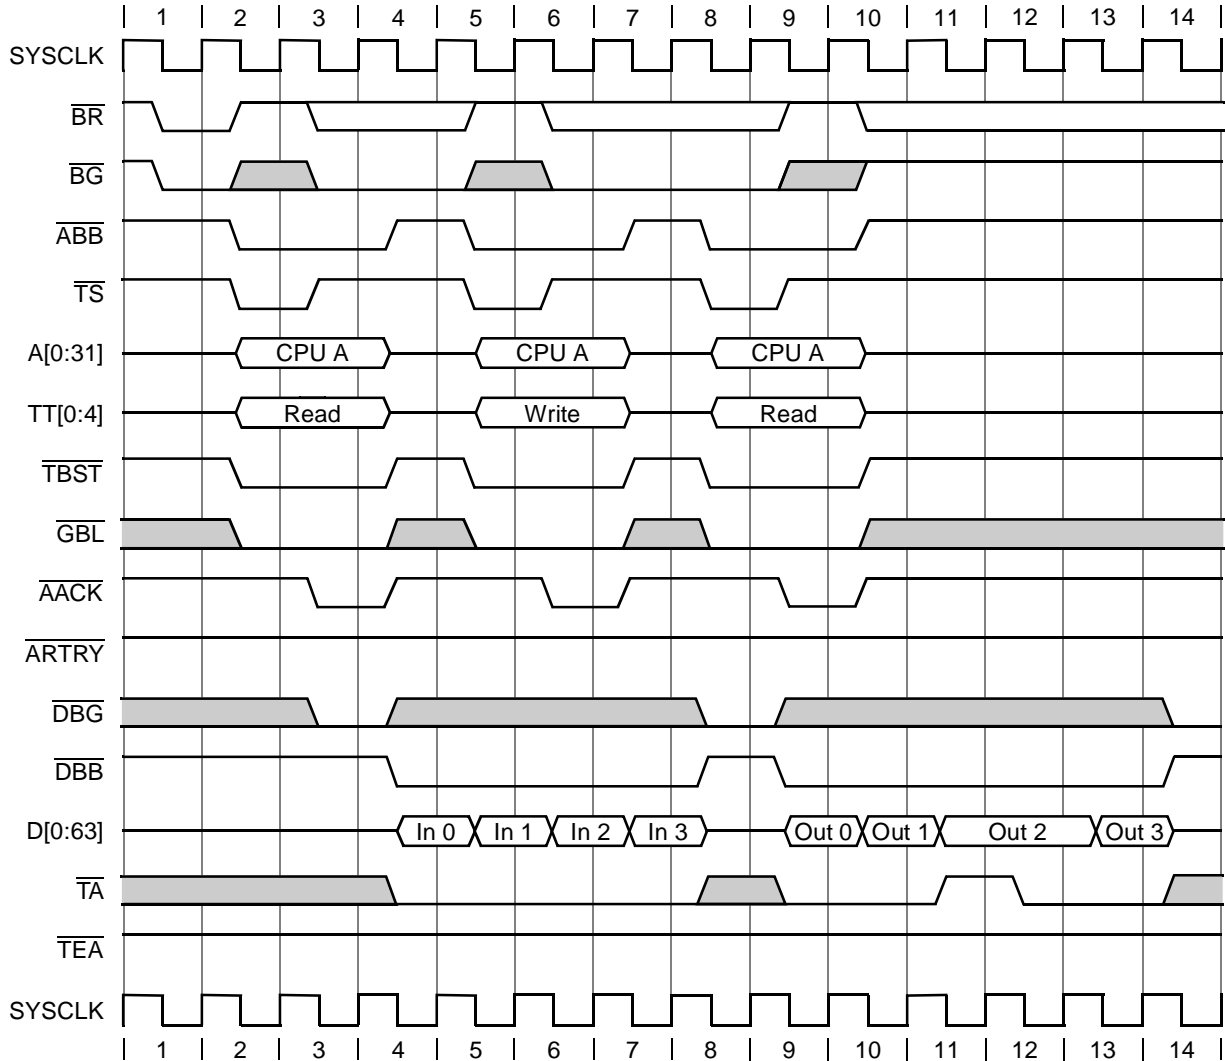 1 2 3 4 5 6 7 8 9 10 11 12 13 14
SYSCLK
BR
BG
ABB
TS
A[0:31] CPU A CPU A CPU A
TT[0:4] Read Write Read
TBST
GBL
AACK
ARTRY
DBG
DBB
D[0:63] In 0 In 1 In 2 In 3 Out 0 Out 1 Out 2 Out 3
TA
TEA
SYSCLK
1 2 3 4 5 6 7 8 9 10 11 12 13 14